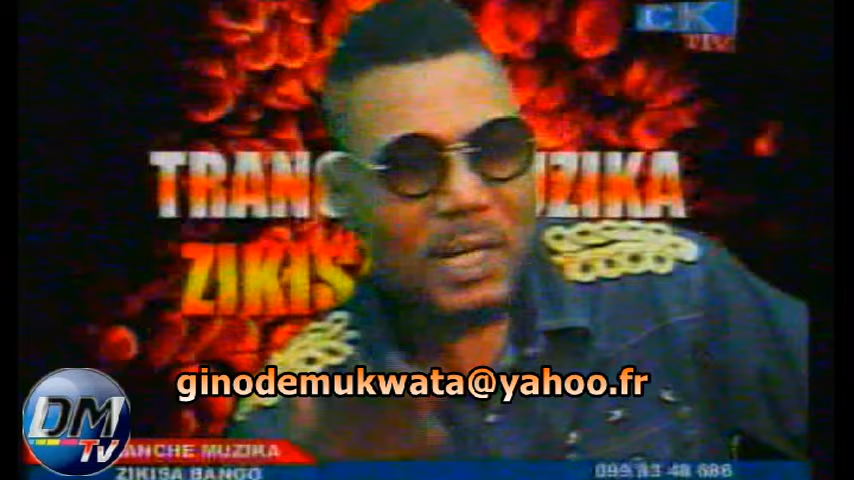 CK
TV
TRANC UZIKA
ZIKIS
ginodemukwata@yahoo.fr
DM
TV
ANCHE MUZIKA
ZIKISA BANGO
099 83 48 686